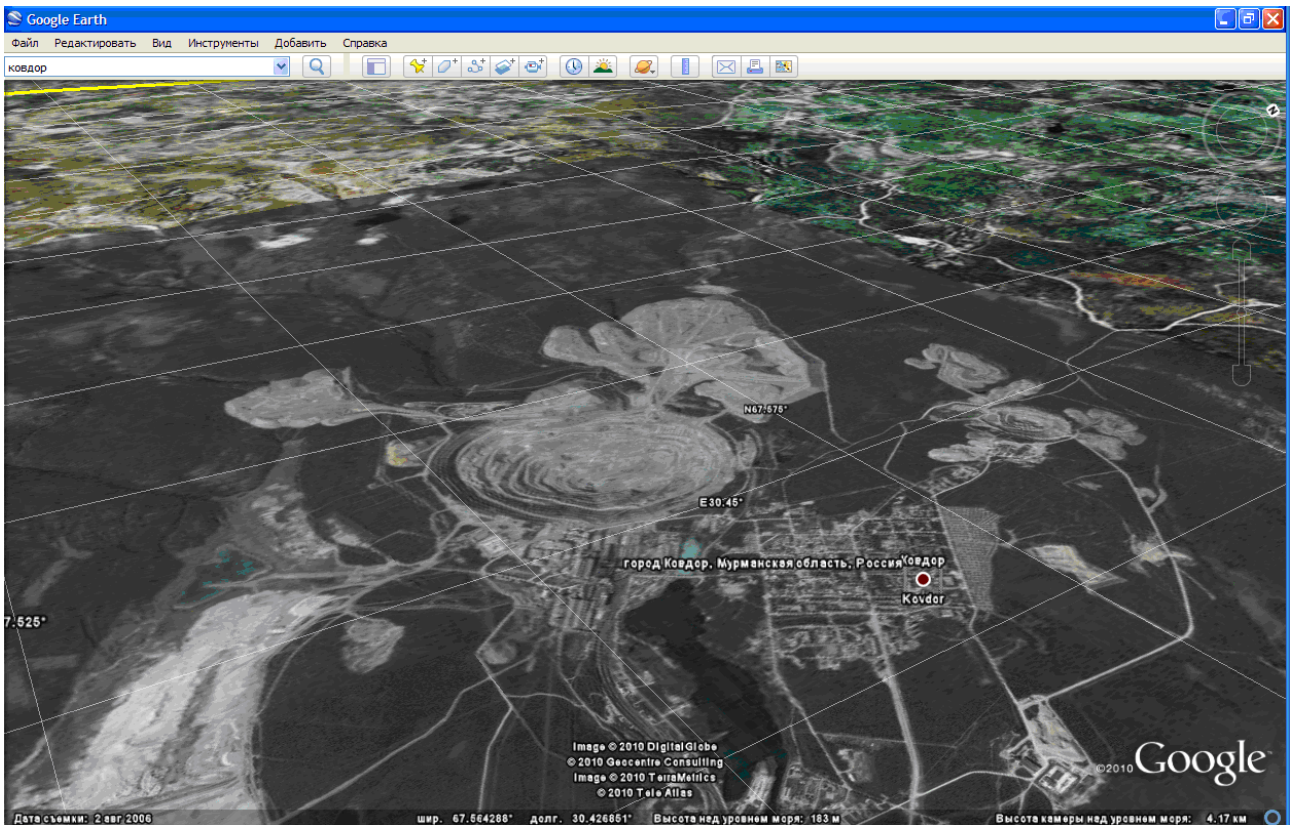 Google Earth
Файл Редактировать Вид Инструменты Добавить Справка
ковдор
N
N67.575°
E30.45°
город Ковдор, Мурманская область, Россия
Ковдор
Kovdor
7.525°
Image © 2010 DigitalGlobe
© 2010 Geocentre Consulting
Image © 2010 TerraMetrics
© 2010 Tele Atlas
©2010 Google
Дата съемки: 2 авг 2006 шир. 67.564288° долг. 30.426851° Высота над уровнем моря: 183 м Высота камеры над уровнем моря: 4.17 км